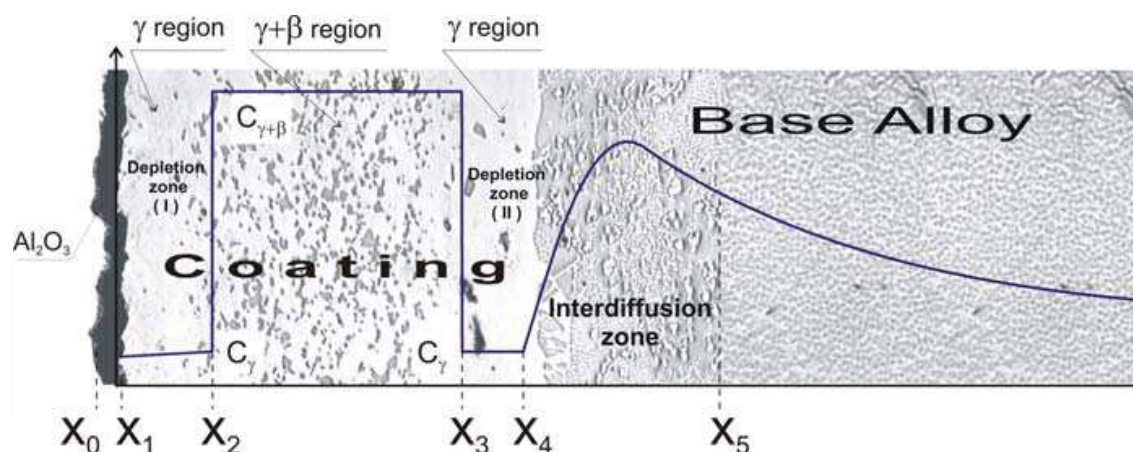 γ region
γ+β region
γ region
Base Alloy
C γ+β
Depletion
zone
( I )
Depletion
zone
( II )
Al₂O₃
Coating
Interdiffusion
zone
Cγ
Cγ
X₀ X₁ X₂ X₃ X₄ X₅